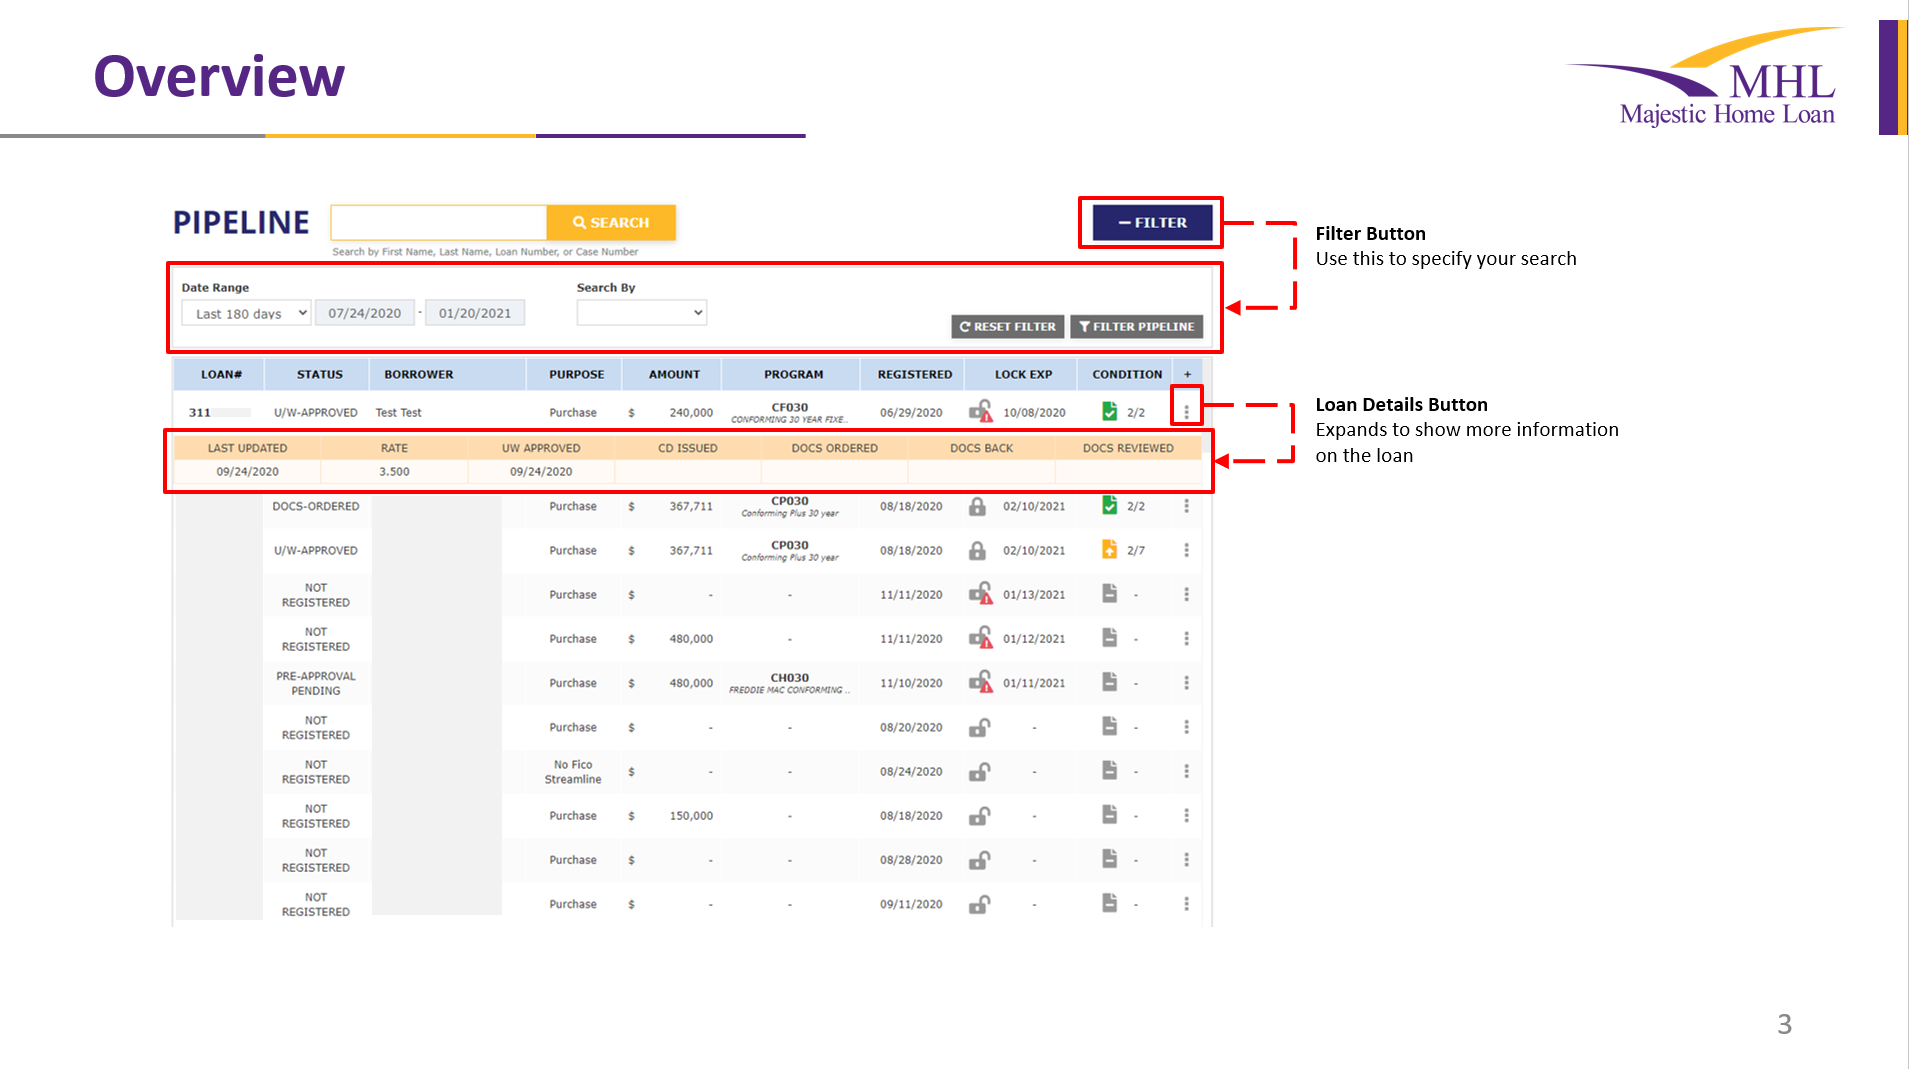 Overview
MHL
Majestic Home Loan
PIPELINE
SEARCH
FILTER
Search by First Name, Last Name, Loan Number, or Case Number
Filter Button
Use this to specify your search
Date Range
Search By
Last 180 days 07/24/2020 - 01/20/2021
RESET FILTER FILTER PIPELINE
LOAN# STATUS BORROWER PURPOSE AMOUNT PROGRAM REGISTERED LOCK EXP CONDITION +
311 U/W-APPROVED Test Test Purchase $ 240,000 CF030 06/29/2020 10/08/2020 2/2
CONFORMING 30 YEAR FIXE..
Loan Details Button
Expands to show more information
on the loan
LAST UPDATED RATE UW APPROVED CD ISSUED DOCS ORDERED DOCS BACK DOCS REVIEWED
09/24/2020 3.500 09/24/2020
DOCS-ORDERED Purchase $ 367,711 CP030 08/18/2020 02/10/2021 2/2
Conforming Plus 30 year
U/W-APPROVED Purchase $ 367,711 CP030 08/18/2020 02/10/2021 2/7
Conforming Plus 30 year
NOT
REGISTERED Purchase $ - - 11/11/2020 01/13/2021 -
NOT
REGISTERED Purchase $ 480,000 - 11/11/2020 01/12/2021 -
PRE-APPROVAL
PENDING Purchase $ 480,000 CH030 11/10/2020 01/11/2021 -
FREDDIE MAC CONFORMING ..
NOT
REGISTERED Purchase $ - - 08/20/2020 - -
NOT
REGISTERED No Fico
Streamline $ - - 08/24/2020 - -
NOT
REGISTERED Purchase $ 150,000 - 08/18/2020 - -
NOT
REGISTERED Purchase $ - - 08/28/2020 - -
NOT
REGISTERED Purchase $ - - 09/11/2020 - -
3